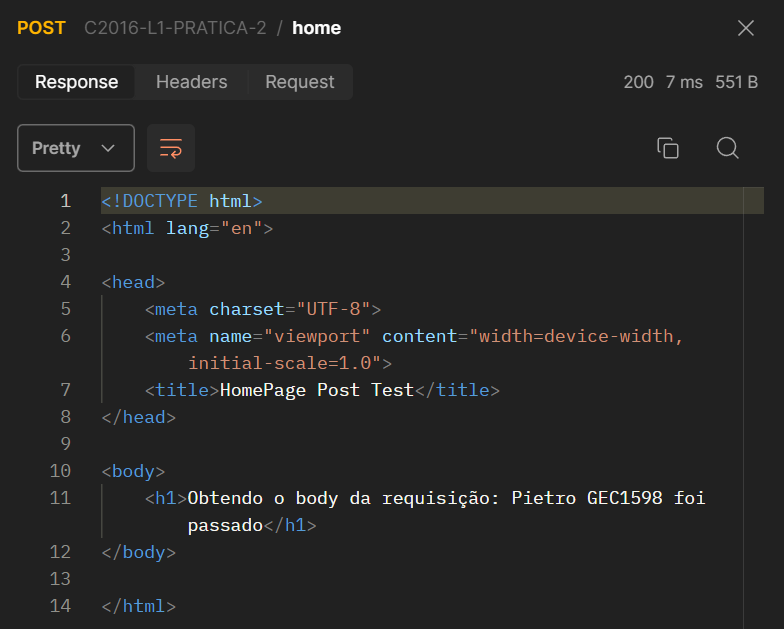 POST C2016-L1-PRATICA-2 / home
Response Headers Request 200 7 ms 551 B
Pretty
1 <!DOCTYPE html>
2 <html lang="en">
3
4 <head>
5 <meta charset="UTF-8">
6 <meta name="viewport" content="width=device-width,
initial-scale=1.0">
7 <title>HomePage Post Test</title>
8 </head>
9
10 <body>
11 <h1>Obtendo o body da requisição: Pietro GEC1598 foi
passado</h1>
12 </body>
13
14 </html>